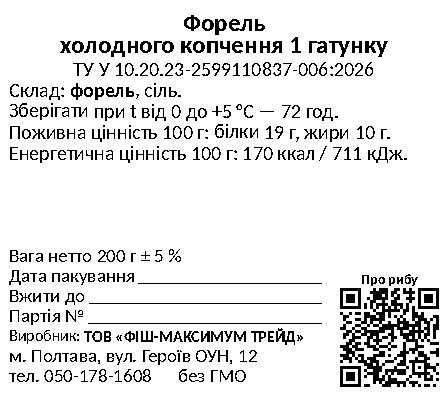 Форель
холодного копчення 1 гатунку
ТУ У 10.20.23-2599110837-006:2026
Склад: форель, сіль.
Зберігати при t від 0 до +5 °C — 72 год.
Поживна цінність 100 г: білки 19 г, жири 10 г.
Енергетична цінність 100 г: 170 ккал / 711 кДж.
Вага нетто 200 г ± 5 %
Дата пакування
Вжити до
Партія №
Про рибу
Виробник: ТОВ «ФІШ-МАКСИМУМ ТРЕЙД»
м. Полтава, вул. Героїв ОУН, 12
тел. 050-178-1608 без ГМО